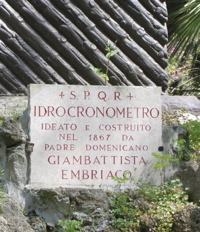 + S. P. Q. R +
IDROCRONOMETRO
IDEATO E COSTRUITO
NEL 1867 DA
PADRE DOMENICANO
GIAMBATTISTA
EMBRIACO